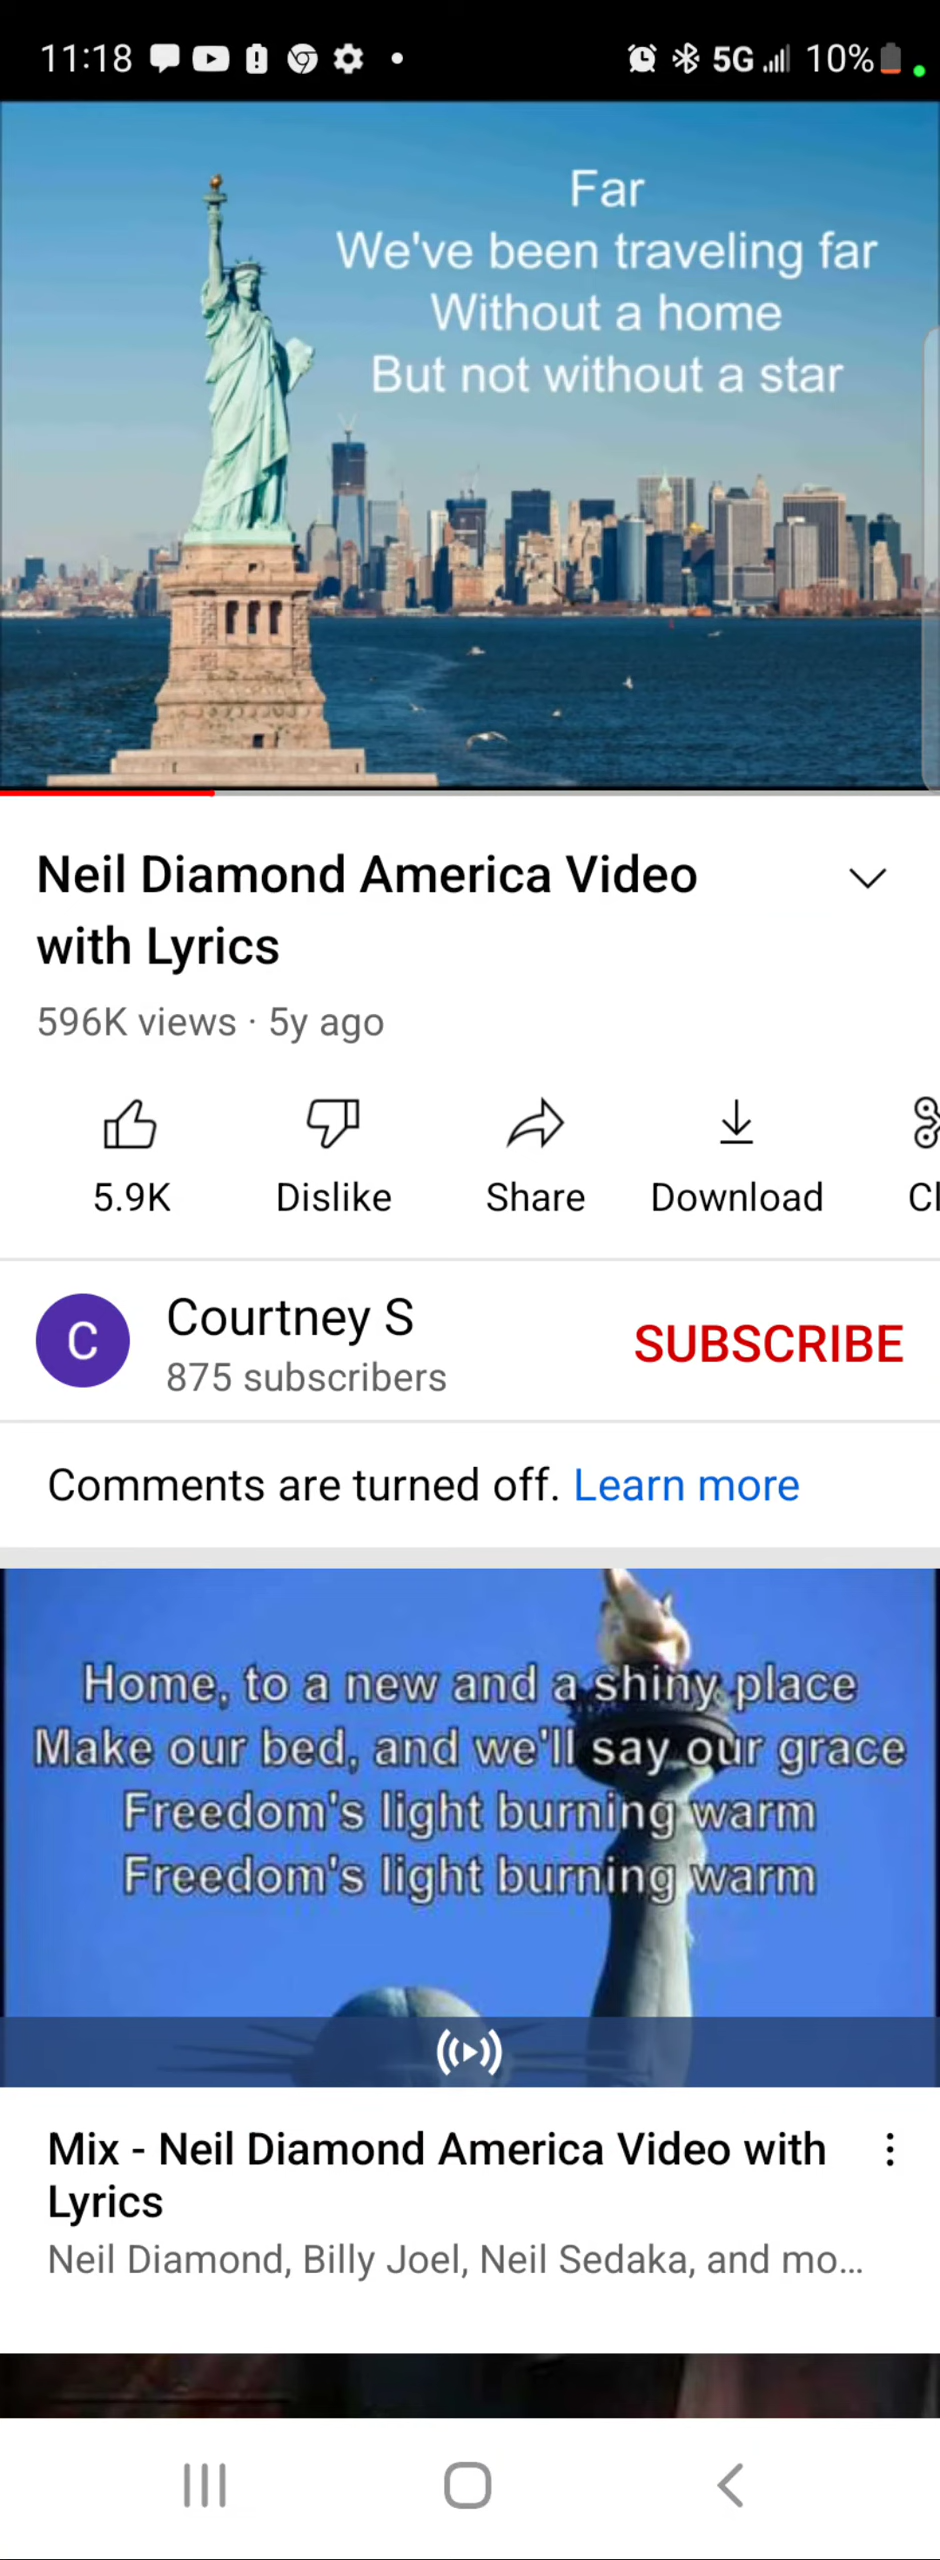 11:18 5G 10%
Far
We've been traveling far
Without a home
But not without a star
Neil Diamond America Video
with Lyrics
596K views · 5y ago
5.9K Dislike Share Download
C Courtney S SUBSCRIBE
875 subscribers
Comments are turned off. Learn more
Home, to a new and a shiny place
Make our bed, and we'll say our grace
Freedom's light burning warm
Freedom's light burning warm
Mix - Neil Diamond America Video with
Lyrics
Neil Diamond, Billy Joel, Neil Sedaka, and mo...